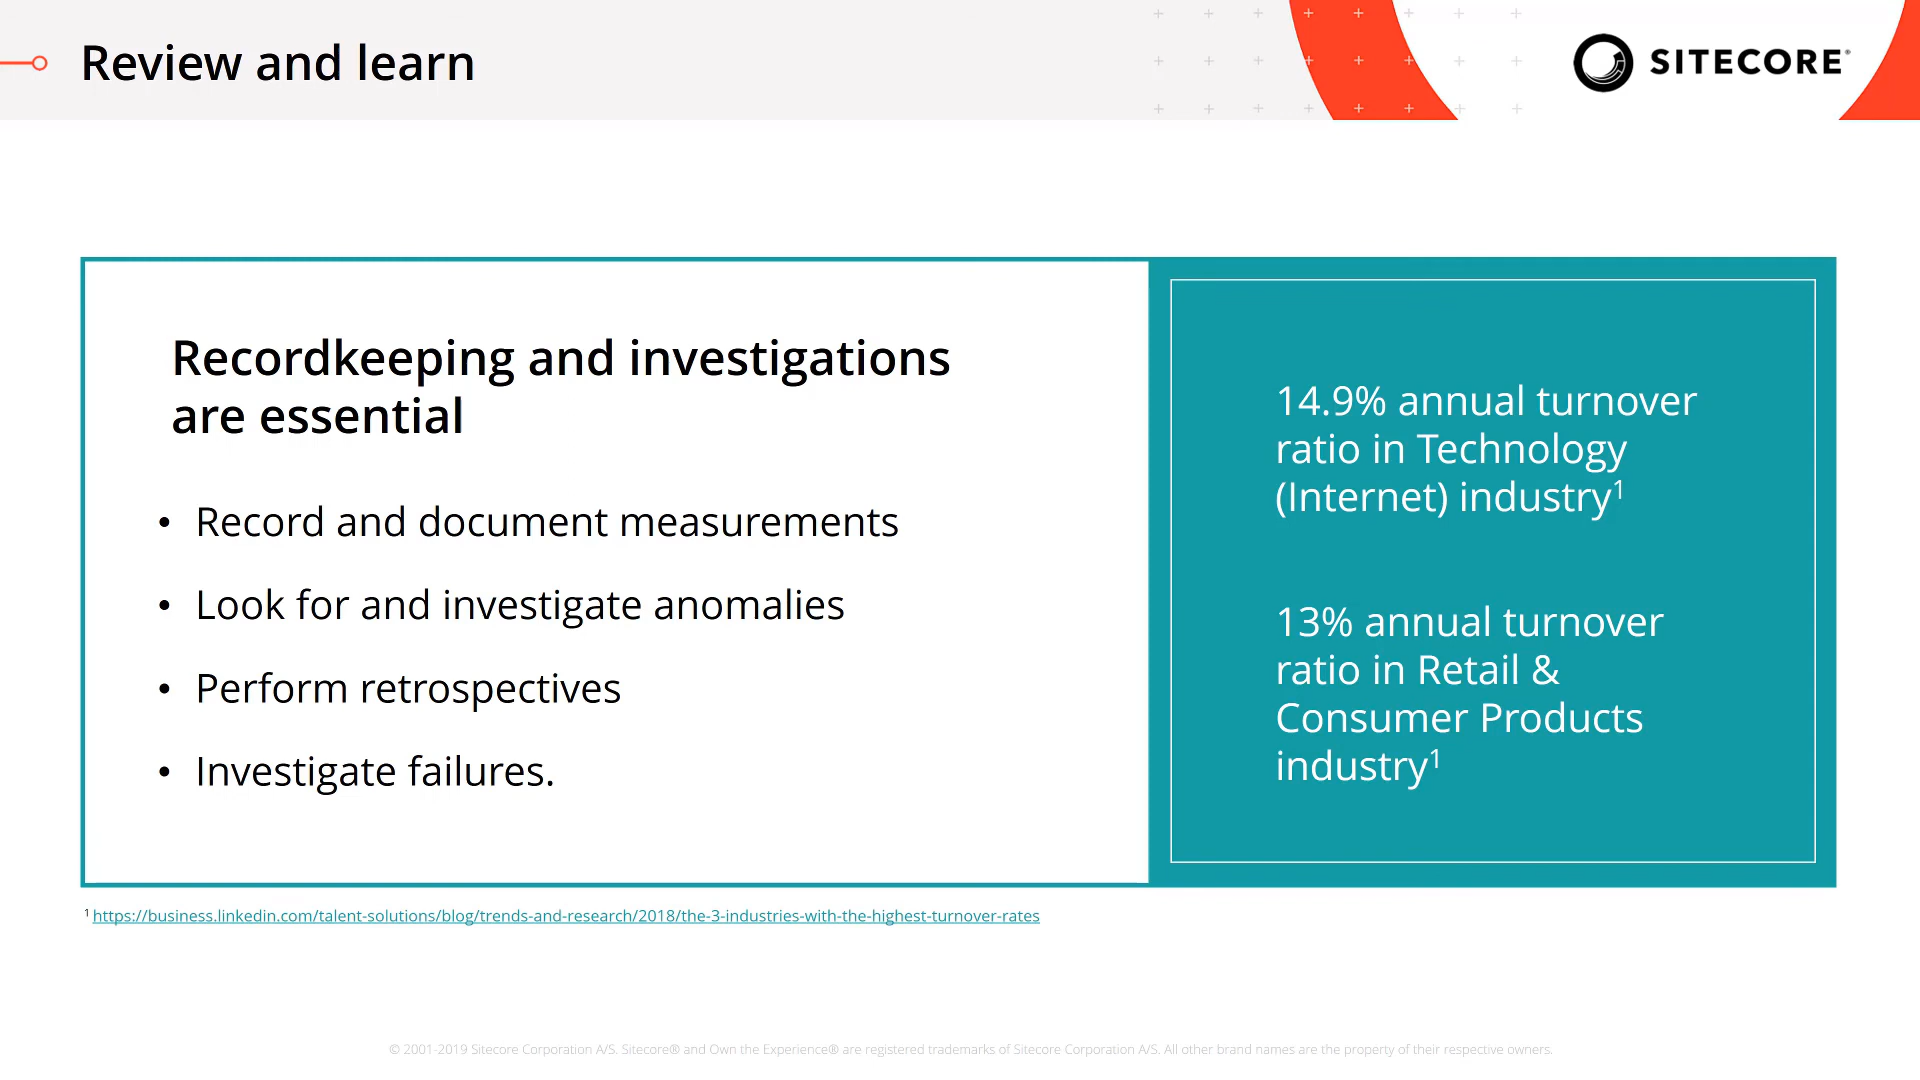 Review and learn
SITECORE®
Recordkeeping and investigations
are essential
• Record and document measurements
• Look for and investigate anomalies
• Perform retrospectives
• Investigate failures.
14.9% annual turnover
ratio in Technology
(Internet) industry¹
13% annual turnover
ratio in Retail &
Consumer Products
industry¹
¹ https://business.linkedin.com/talent-solutions/blog/trends-and-research/2018/the-3-industries-with-the-highest-turnover-rates
© 2001-2019 Sitecore Corporation A/S. Sitecore® and Own the Experience® are registered trademarks of Sitecore Corporation A/S. All other brand names are the property of their respective owners.